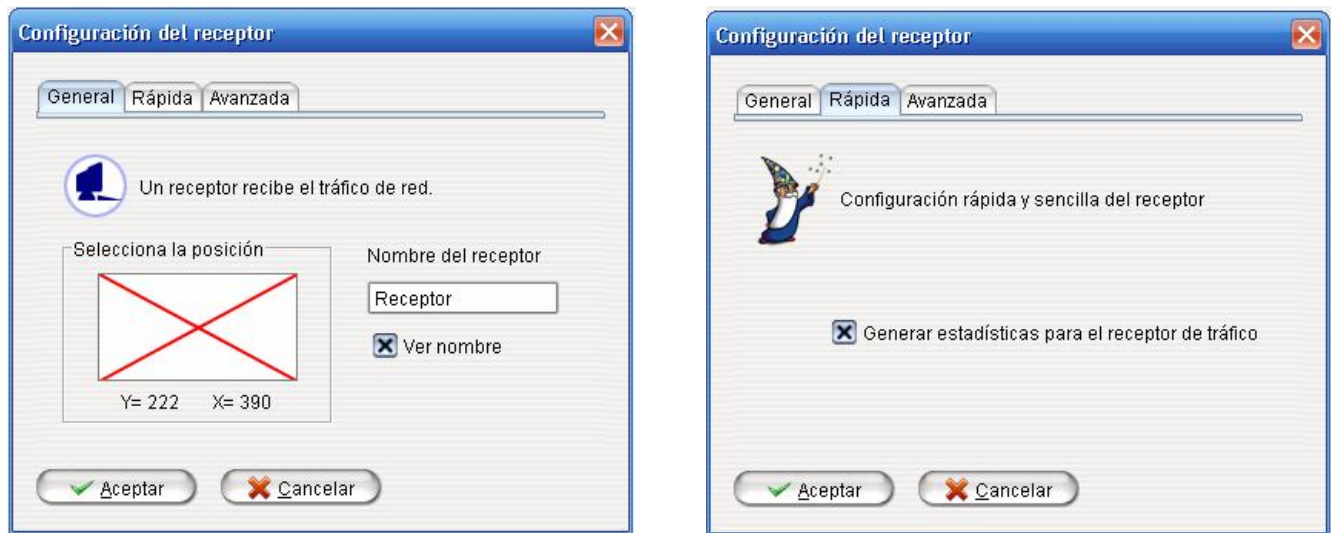 Configuración del receptor
General Rápida Avanzada
Un receptor recibe el tráfico de red.
Selecciona la posición
Y= 222 X= 390
Nombre del receptor
Receptor
Ver nombre
Aceptar Cancelar
Configuración del receptor
General Rápida Avanzada
Configuración rápida y sencilla del receptor
Generar estadísticas para el receptor de tráfico
Aceptar Cancelar